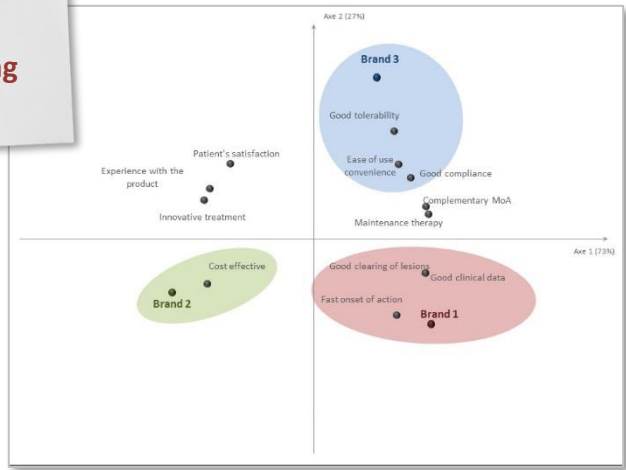 g
Axe 2 (27%)
Brand 3
Good tolerability
Patient's satisfaction
Ease of use
convenience
Good compliance
Experience with the
product
Innovative treatment
Complementary MoA
Maintenance therapy
Axe 1 (73%)
Cost effective
Brand 2
Good clearing of lesions
Good clinical data
Fast onset of action
Brand 1